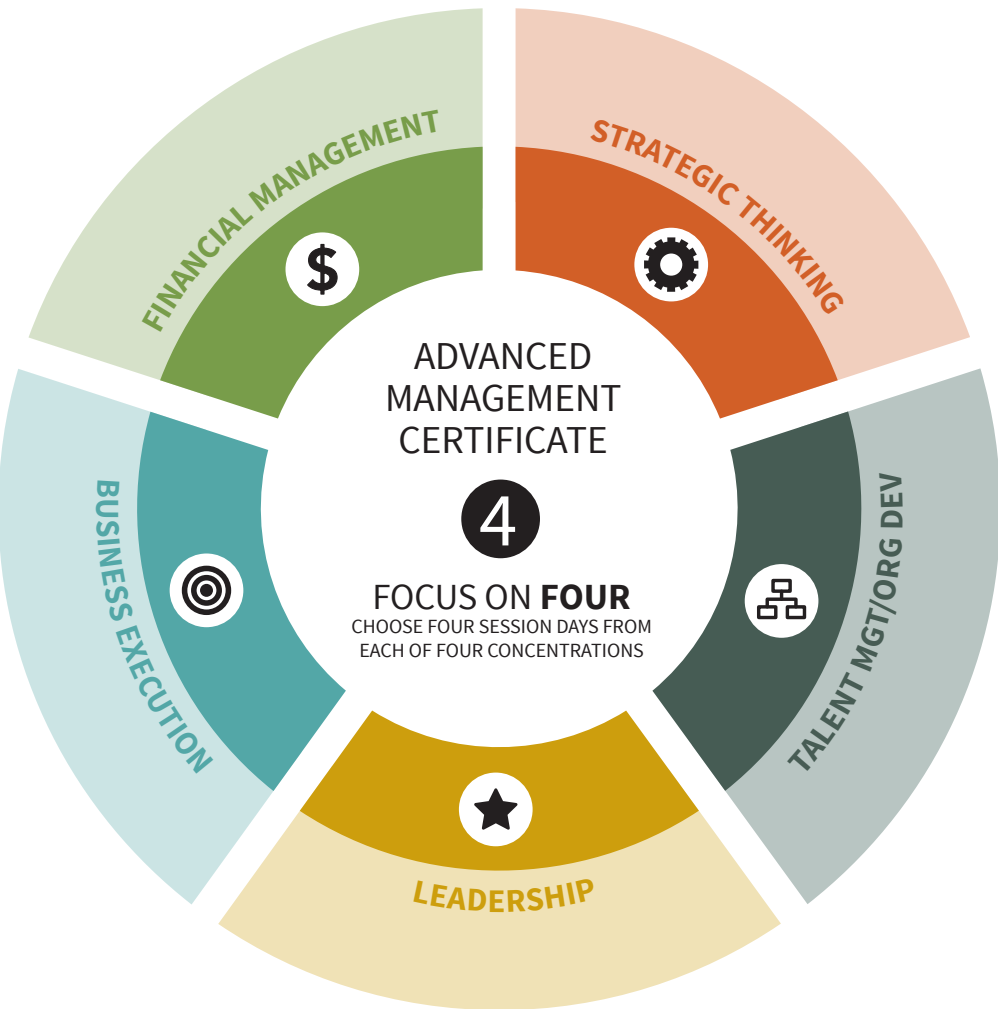 FINANCIAL MANAGEMENT
$
STRATEGIC THINKING
ADVANCED
MANAGEMENT
CERTIFICATE
4
FOCUS ON FOUR
CHOOSE FOUR SESSION DAYS FROM
EACH OF FOUR CONCENTRATIONS
BUSINESS EXECUTION
TALENT MGT/ORG DEV
LEADERSHIP